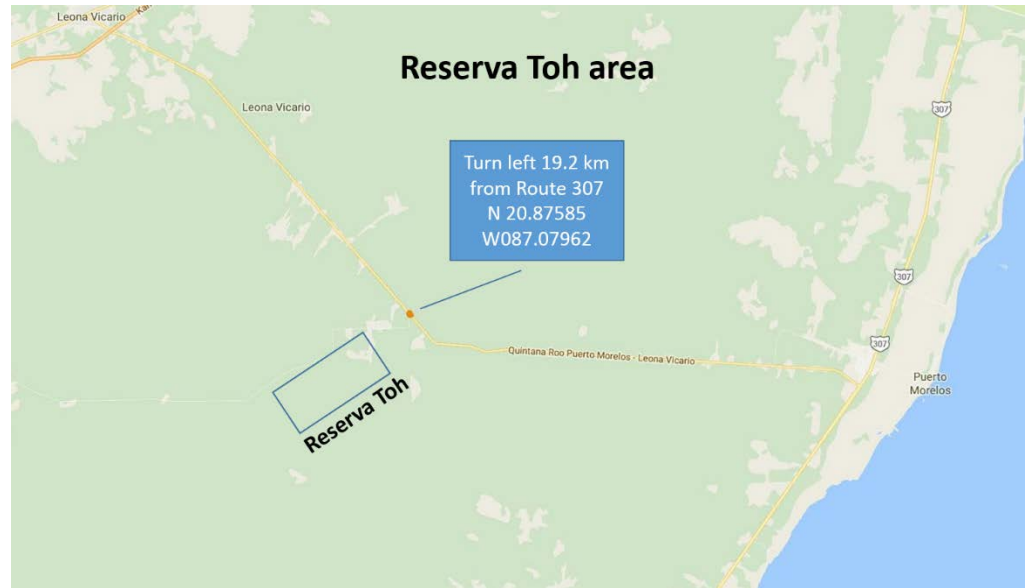 Leona Vicario
Reserva Toh area
307
Leona Vicario
Turn left 19.2 km
from Route 307
N 20.87585
W087.07962
307
307
Quintana Roo Puerto Morelos - Leona Vicario
Puerto
Morelos
Reserva Toh